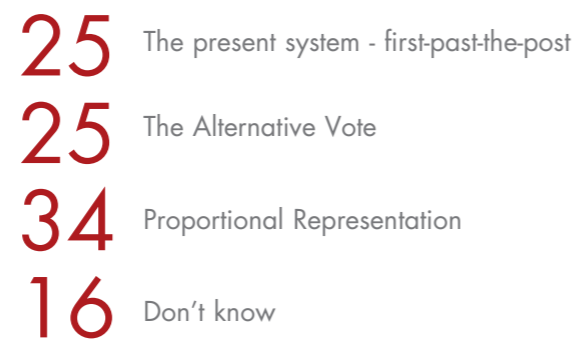 25 The present system - first-past-the-post
25 The Alternative Vote
34 Proportional Representation
16 Don't know